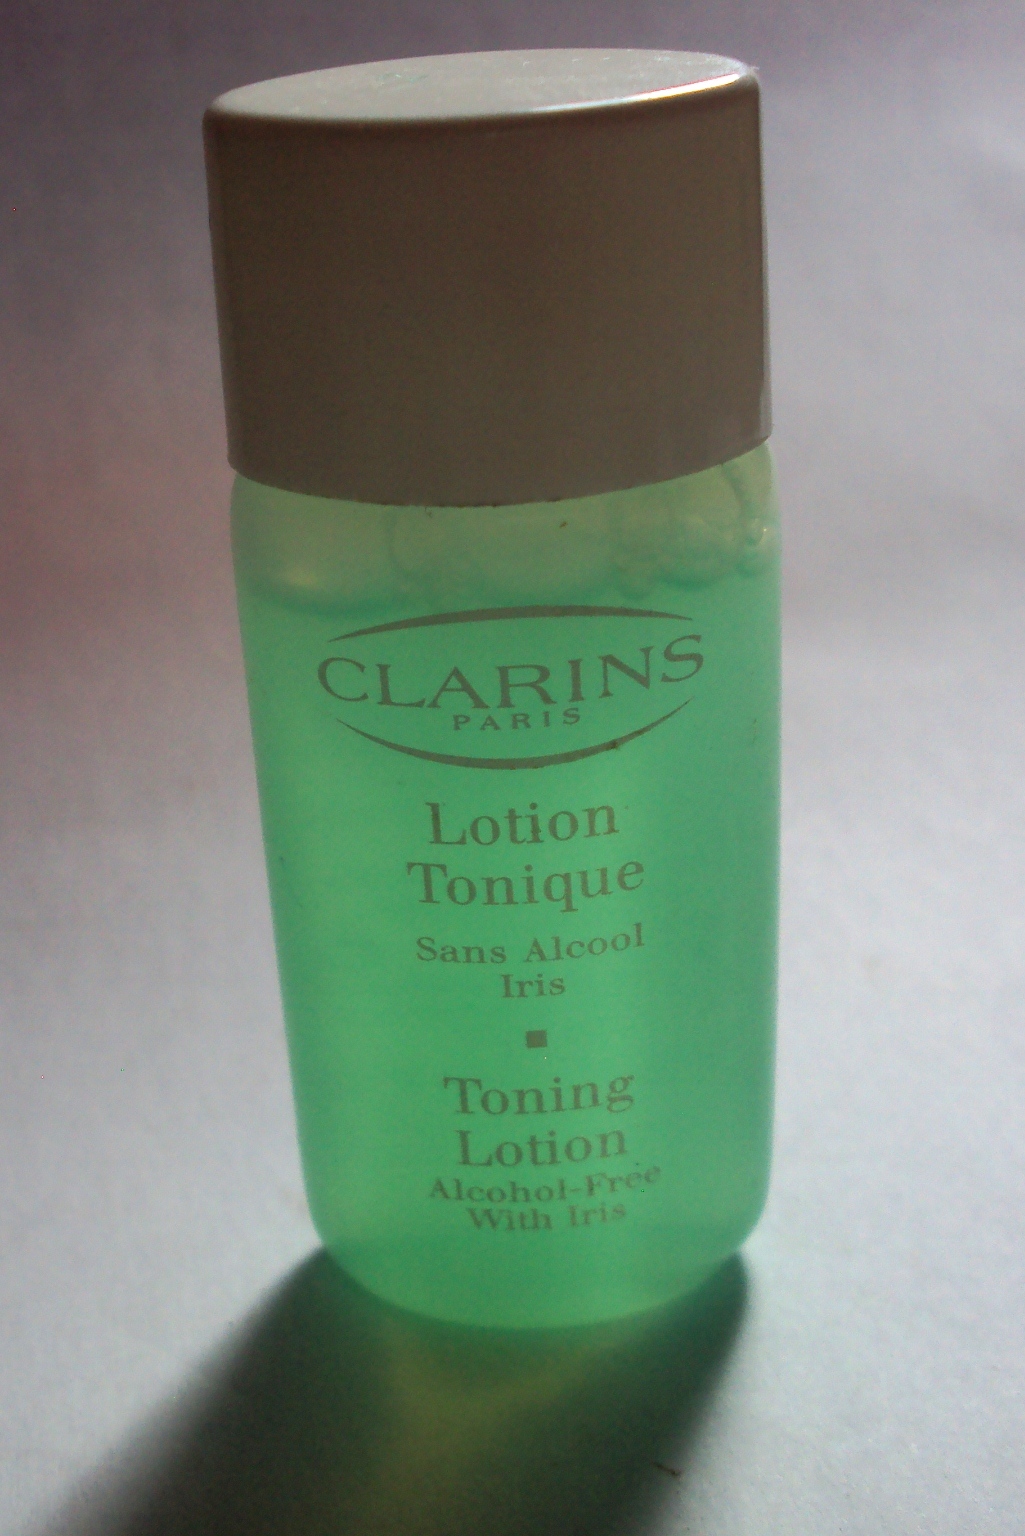 CLARINS
PARIS
Lotion
Tonique
Sans Alcool
Iris
Toning
Lotion
Alcohol-Free
With Iris